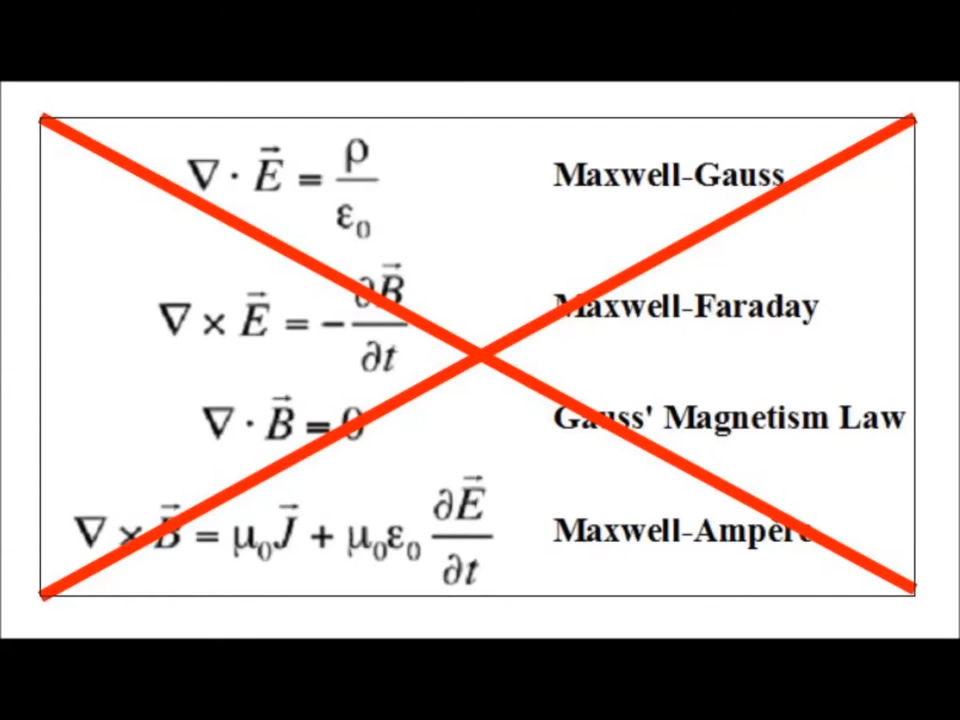 ∇ · E⃗ = ρ / ε₀ Maxwell-Gauss
∇ × E⃗ = − ∂B⃗ / ∂t Maxwell-Faraday
∇ · B⃗ = 0 Gauss' Magnetism Law
∇ × B⃗ = μ₀J⃗ + μ₀ε₀ ∂E⃗ / ∂t Maxwell-Ampere